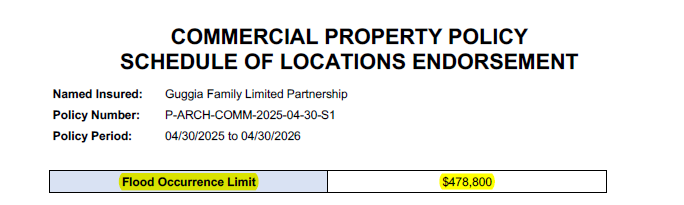 COMMERCIAL PROPERTY POLICY
SCHEDULE OF LOCATIONS ENDORSEMENT
Named Insured: Guggia Family Limited Partnership
Policy Number: P-ARCH-COMM-2025-04-30-S1
Policy Period: 04/30/2025 to 04/30/2026
Flood Occurrence Limit $478,800